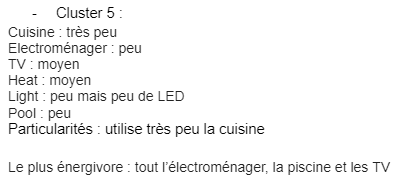 - Cluster 5 :
Cuisine : très peu
Electroménager : peu
TV : moyen
Heat : moyen
Light : peu mais peu de LED
Pool : peu
Particularités : utilise très peu la cuisine
Le plus énergivore : tout l'électroménager, la piscine et les TV